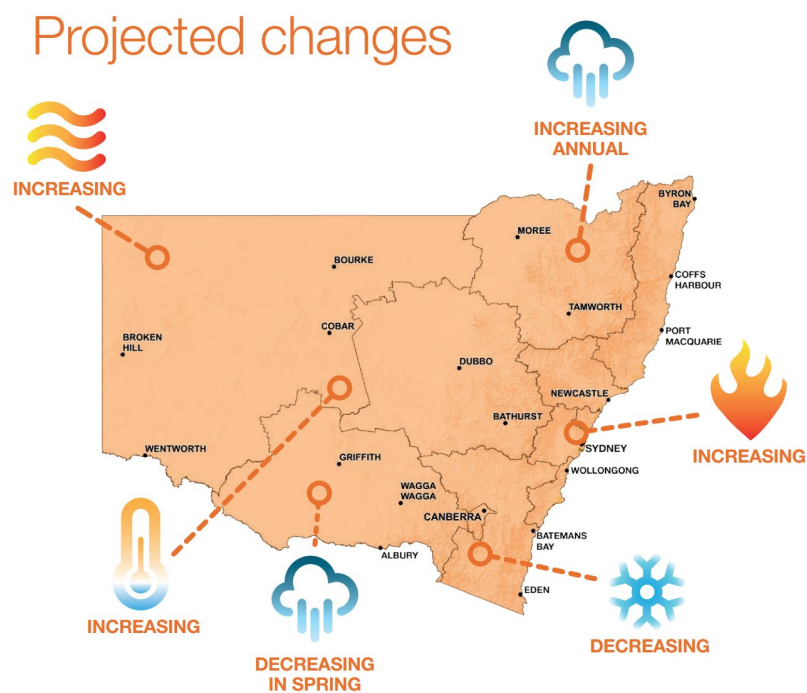 Projected changes
INCREASING
ANNUAL
INCREASING
BYRON
BAY
MOREE
BOURKE
COFFS
HARBOUR
TAMWORTH
COBAR
PORT
MACQUARIE
BROKEN
HILL
DUBBO
NEWCASTLE
BATHURST
WENTWORTH
SYDNEY
GRIFFITH
INCREASING
WOLLONGONG
WAGGA
WAGGA
CANBERRA
BATEMANS
BAY
ALBURY
EDEN
INCREASING
DECREASING
DECREASING
IN SPRING